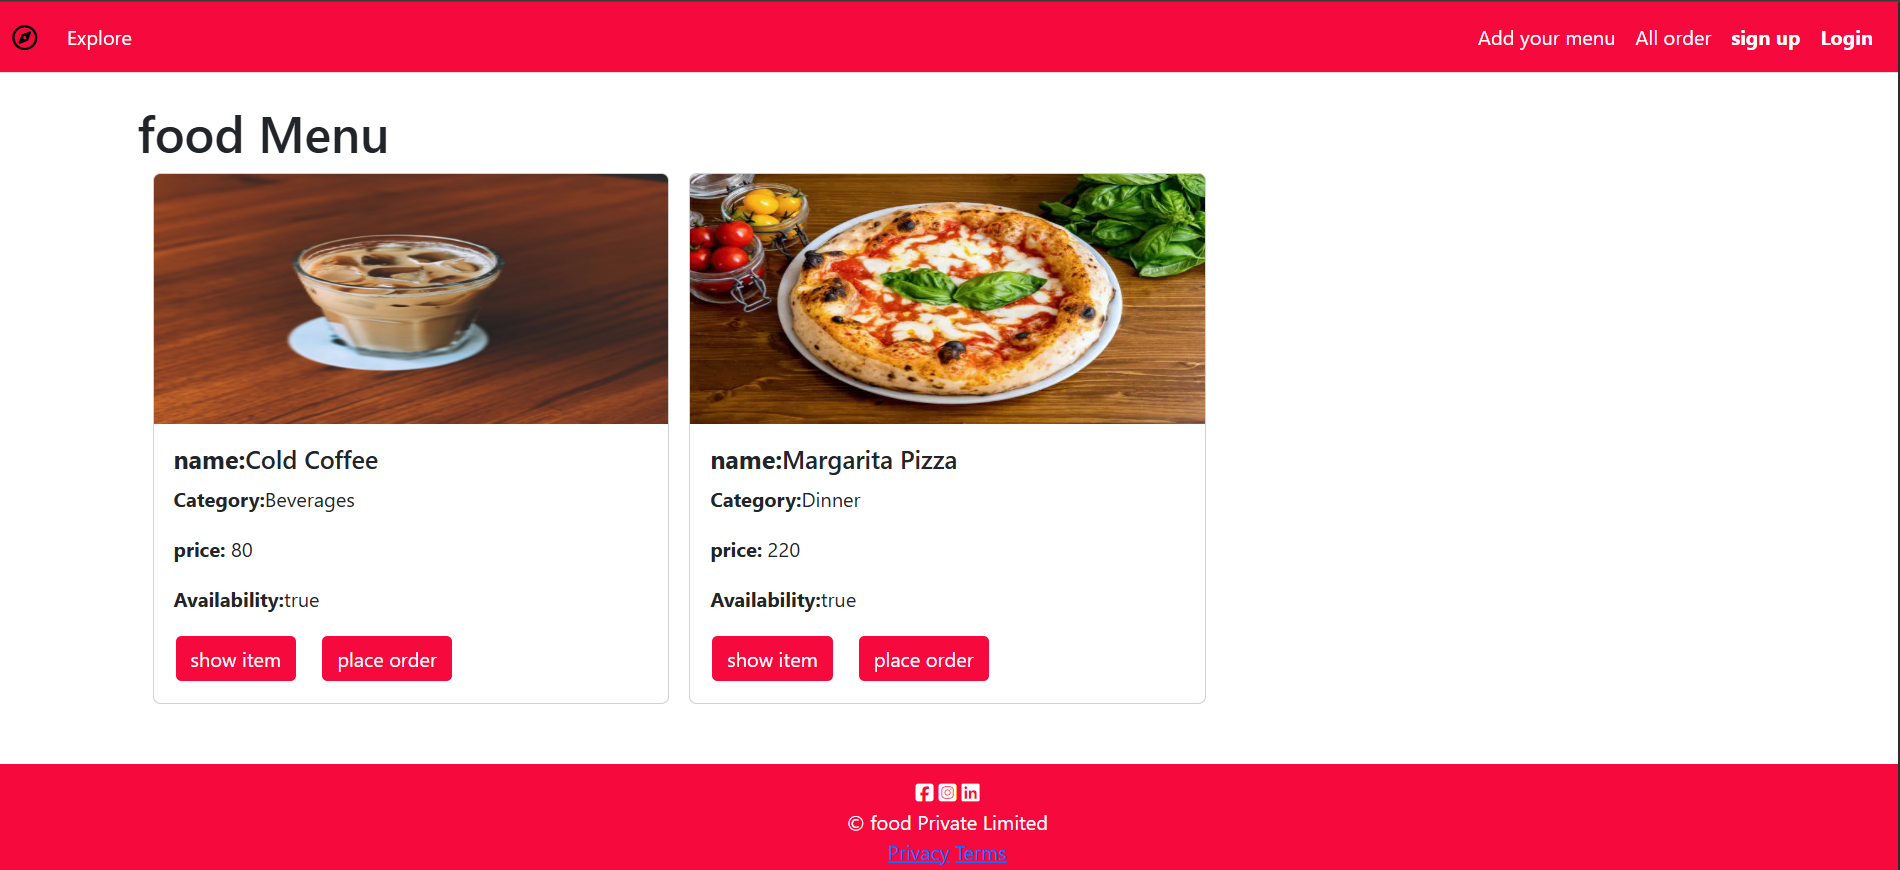 Explore Add your menu All order sign up Login
food Menu
name:Cold Coffee
Category:Beverages
price: 80
Availability:true
show item place order
name:Margarita Pizza
Category:Dinner
price: 220
Availability:true
show item place order
© food Private Limited
Privacy Terms